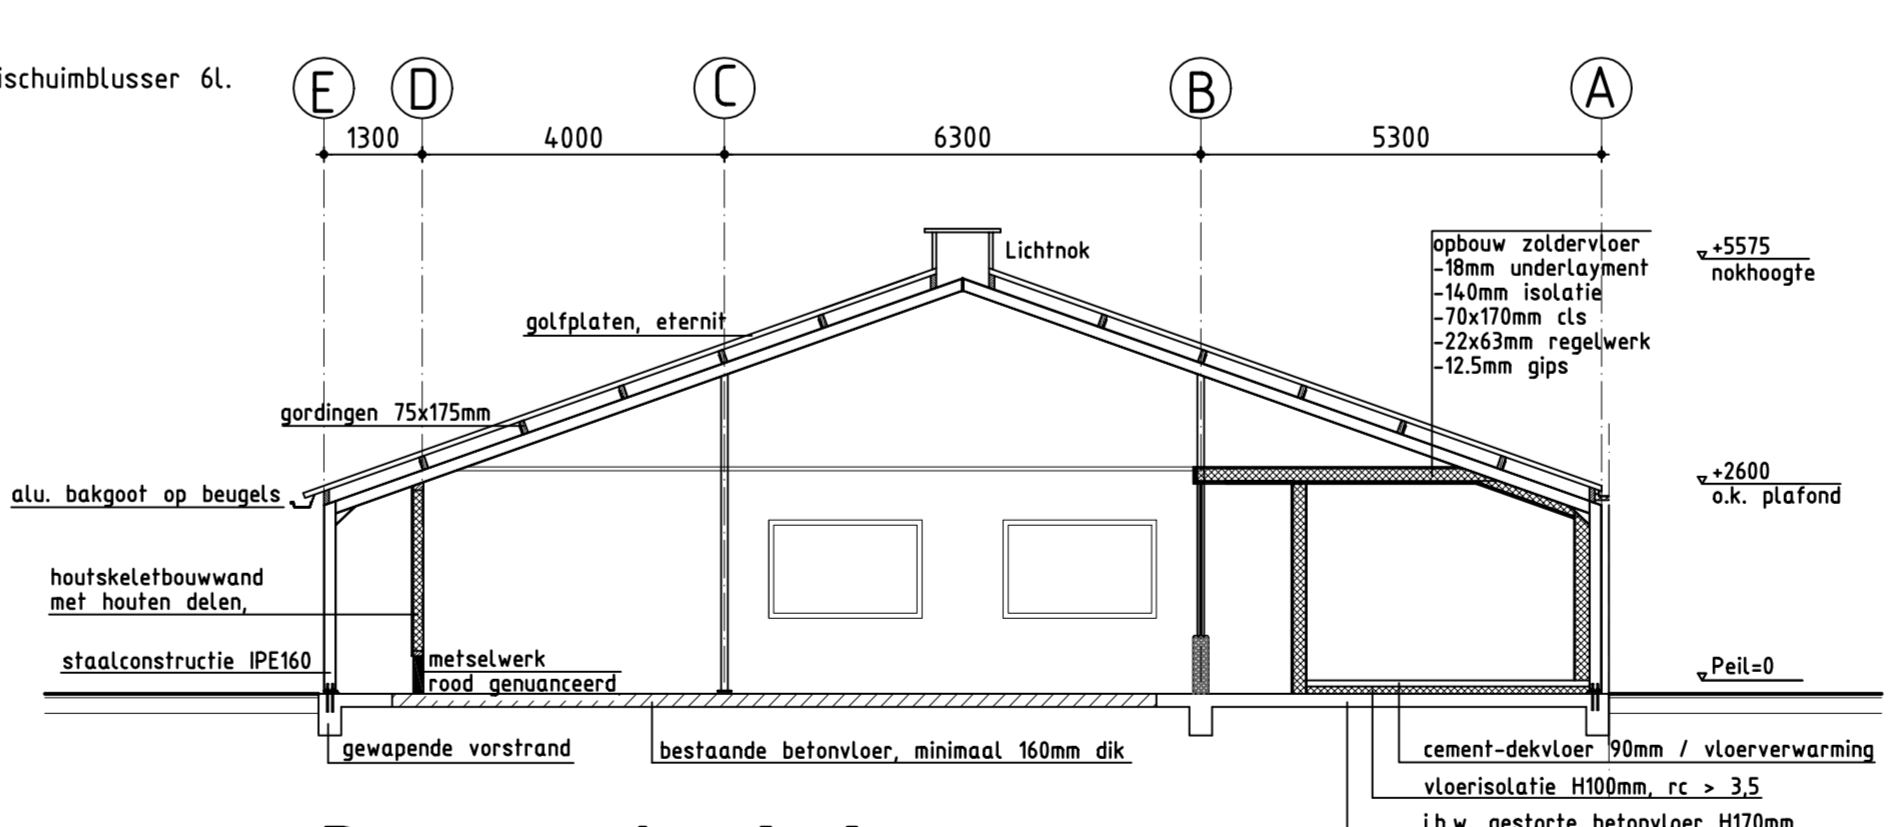 ischuimblusser 6l.
E D C B A
1300 4000 6300 5300
Lichtnok
opbouw zoldervloer
-18mm underlayment
-140mm isolatie
-70x170mm cls
-22x63mm regelwerk
-12.5mm gips
+5575
nokhoogte
golfplaten, eternit
gordingen 75x175mm
alu. bakgoot op beugels
+2600
o.k. plafond
houtskeletbouwwand
met houten delen,
staalconstructie IPE160
metselwerk
rood genuanceerd
Peil=0
gewapende vorstrand
bestaande betonvloer, minimaal 160mm dik
cement-dekvloer 90mm / vloerverwarming
vloerisolatie H100mm, rc > 3,5
i.b.w. gestorte betonvloer H170mm